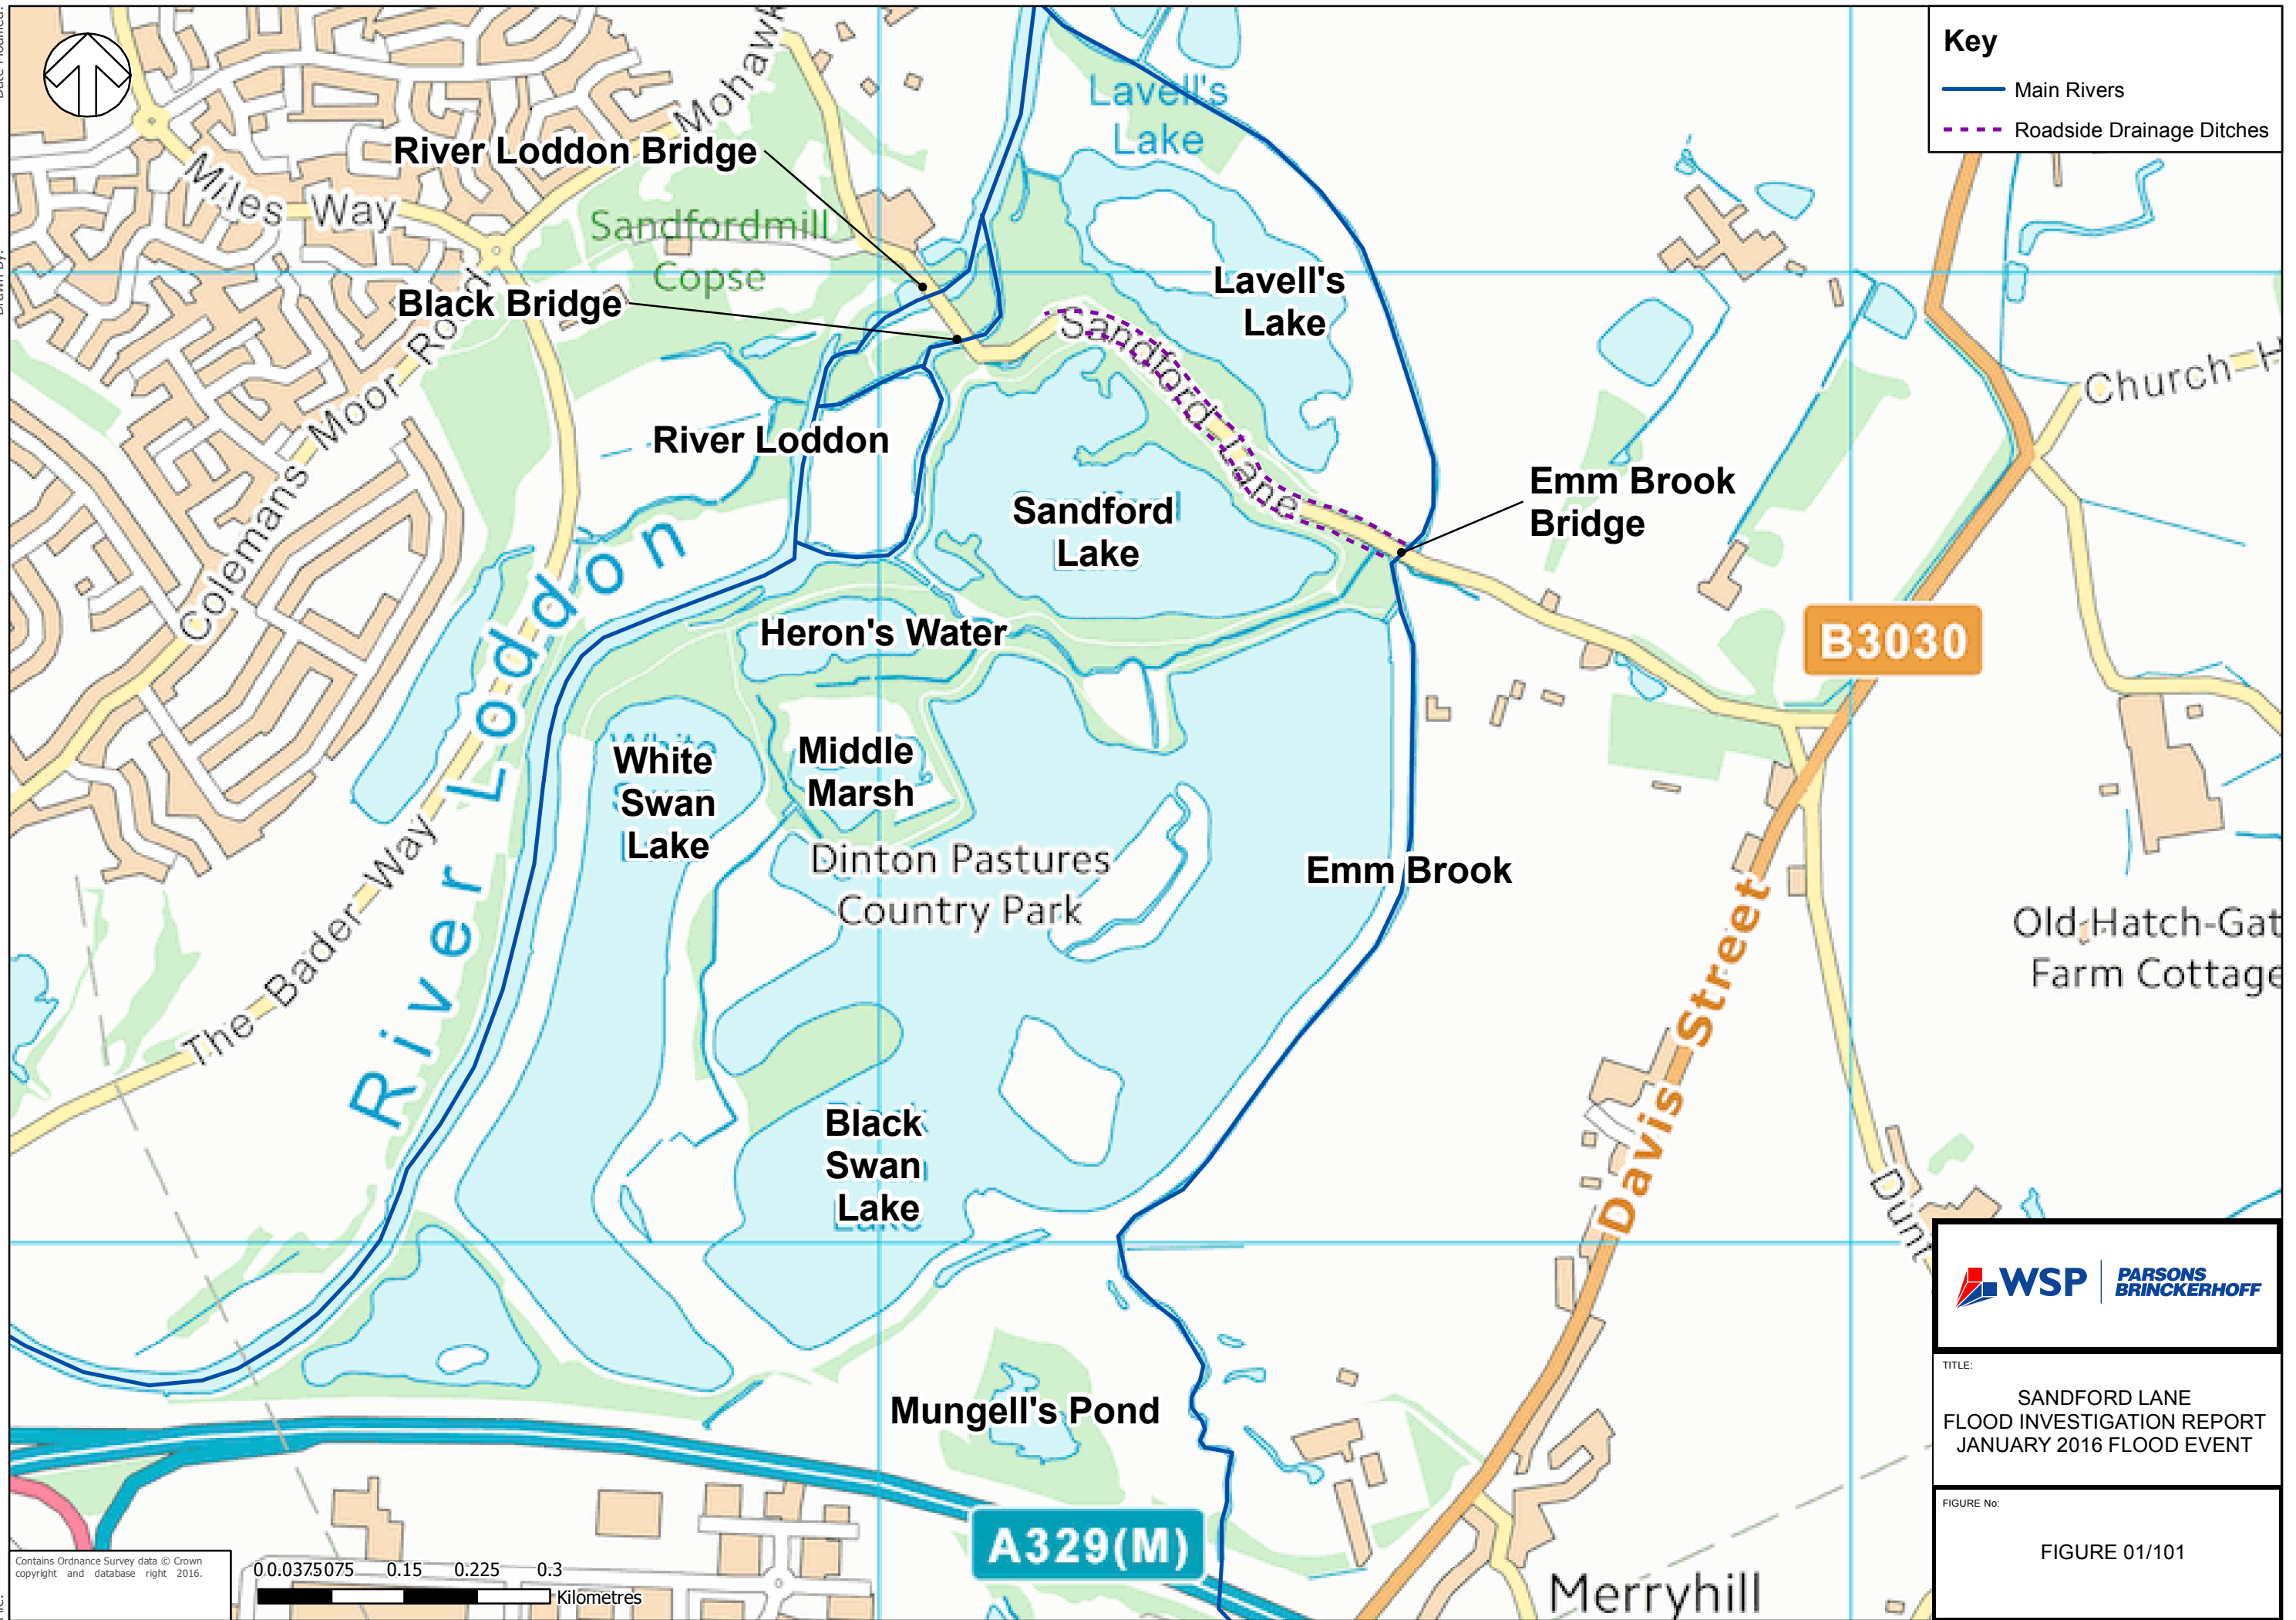 Key
Main Rivers
Roadside Drainage Ditches
Mohawk
Lavell's
Lake
River Loddon Bridge
Miles Way
Sandfordmill
Copse
Black Bridge
Lavell's
Lake
Sandford Lane
Church
Colemans Moor Road
River Loddon
Emm Brook
Bridge
Sandford
Lake
River Loddon
Heron's Water
B3030
White
Swan
Lake
Middle
Marsh
Dinton Pastures
Country Park
Emm Brook
The Bader Way
Davis Street
Old Hatch-Gat
Farm Cottage
Black
Swan
Lake
Dun
WSP
PARSONS
BRINCKERHOFF
Mungell's Pond
TITLE:
SANDFORD LANE
FLOOD INVESTIGATION REPORT
JANUARY 2016 FLOOD EVENT
FIGURE No:
FIGURE 01/101
A329(M)
Merryhill
Contains Ordnance Survey data © Crown
copyright and database right 2016.
0 0.0375 075 0.15 0.225 0.3
Kilometres